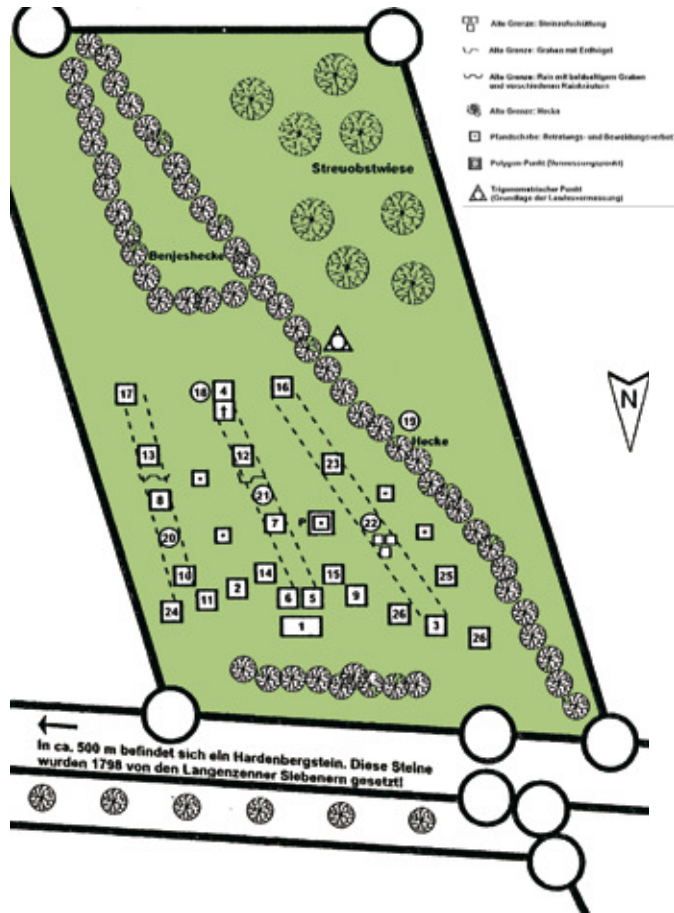 Alte Grenze: Steinaufschüttung
Alte Grenze: Graben mit Erdhügel
Alte Grenze: Rain mit beidseitigem Graben
und verschiedenen Rainkräutern
Alte Grenze: Hecke
Pfandscheibe: Betretungs- und Beweidungsverbot
Polygon-Punkt (Vermessungspunkt)
Trigonometrischer Punkt
(Grundlage der Landesvermessung)
Streuobstwiese
Benjeshecke
N
17
18
4
16
19
Hecke
13
12
23
8
21
7
P
22
20
10
14
15
25
2
11
6
5
9
24
1
26
3
26
In ca. 500 m befindet sich ein Hardenbergstein. Diese Steine
wurden 1798 von den Langenzenner Siebenern gesetzt!